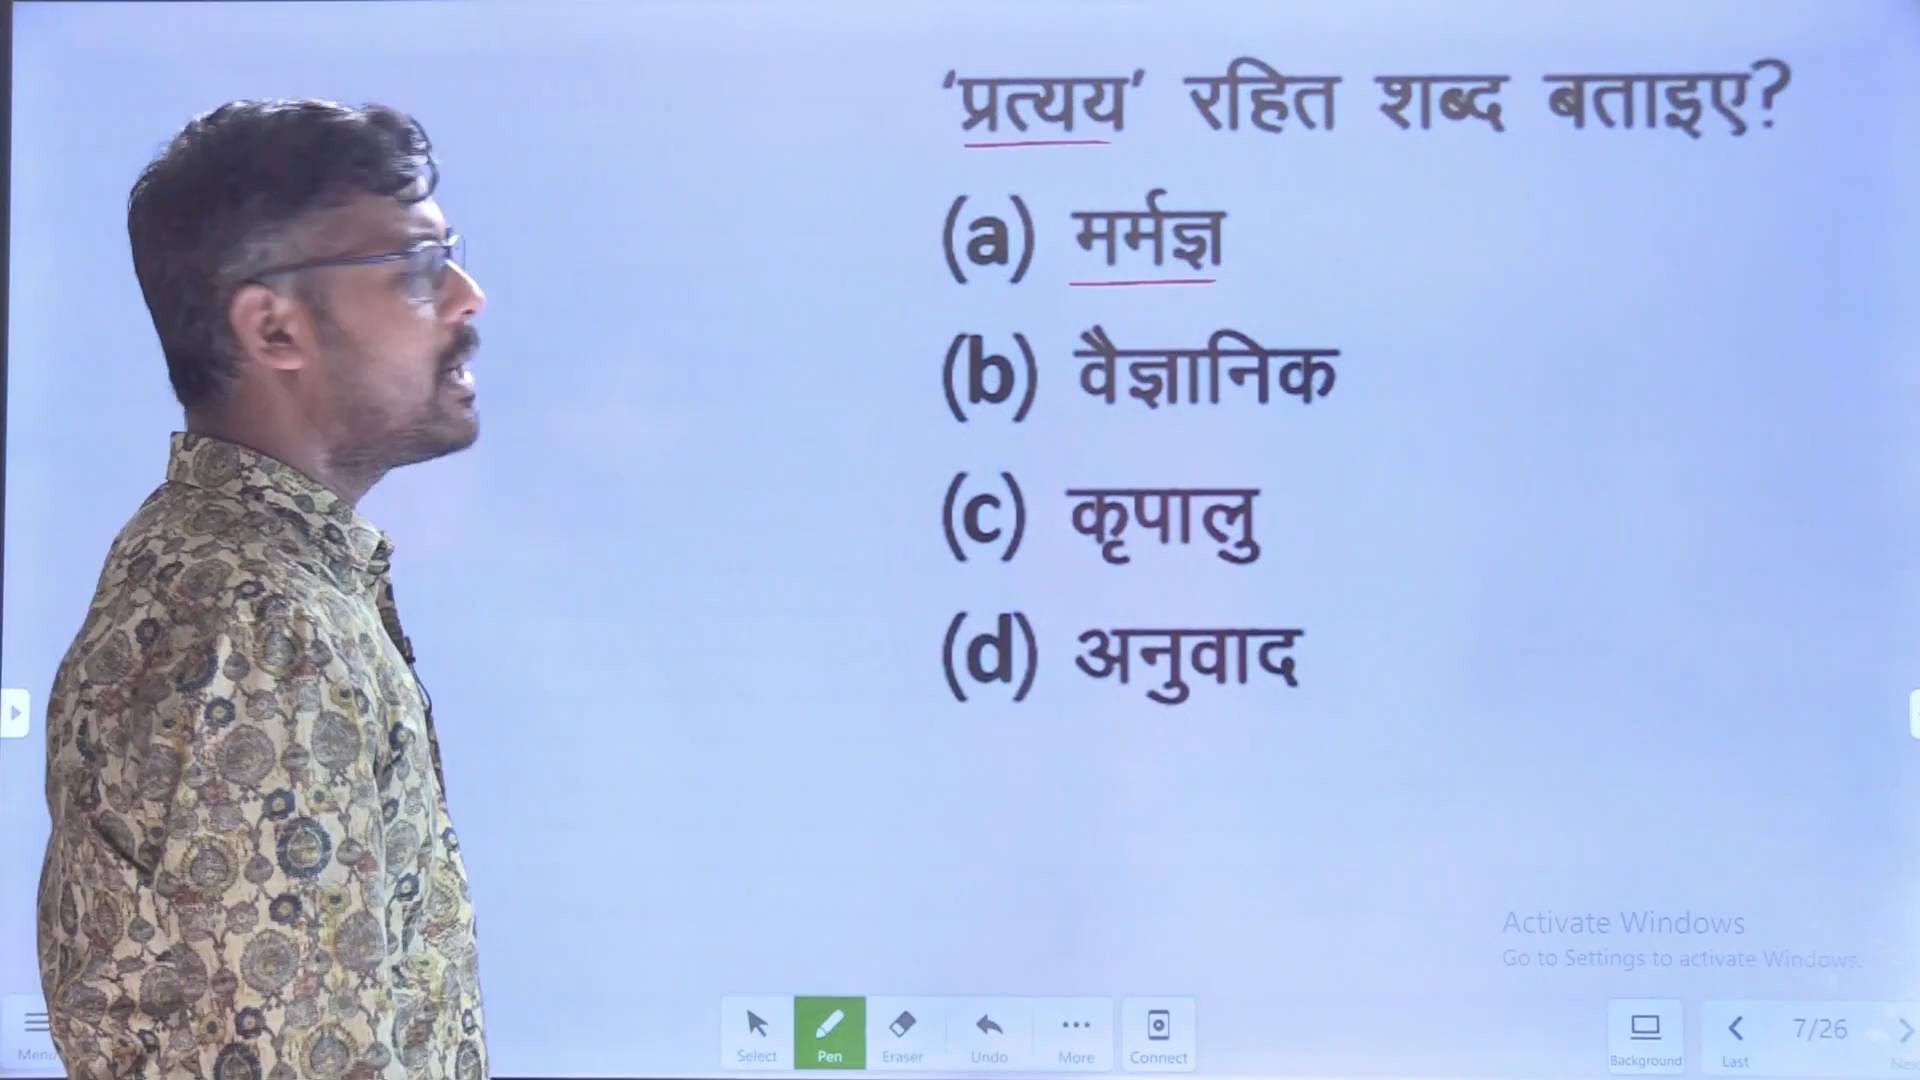 ‘प्रत्यय’ रहित शब्द बताइए?
(a) मर्मज्ञ
(b) वैज्ञानिक
(c) कृपालु
(d) अनुवाद
Activate Windows
Go to Settings to activate Windows.
Menu
Select
Pen
Eraser
Undo
More
Connect
Background
Last
7/26